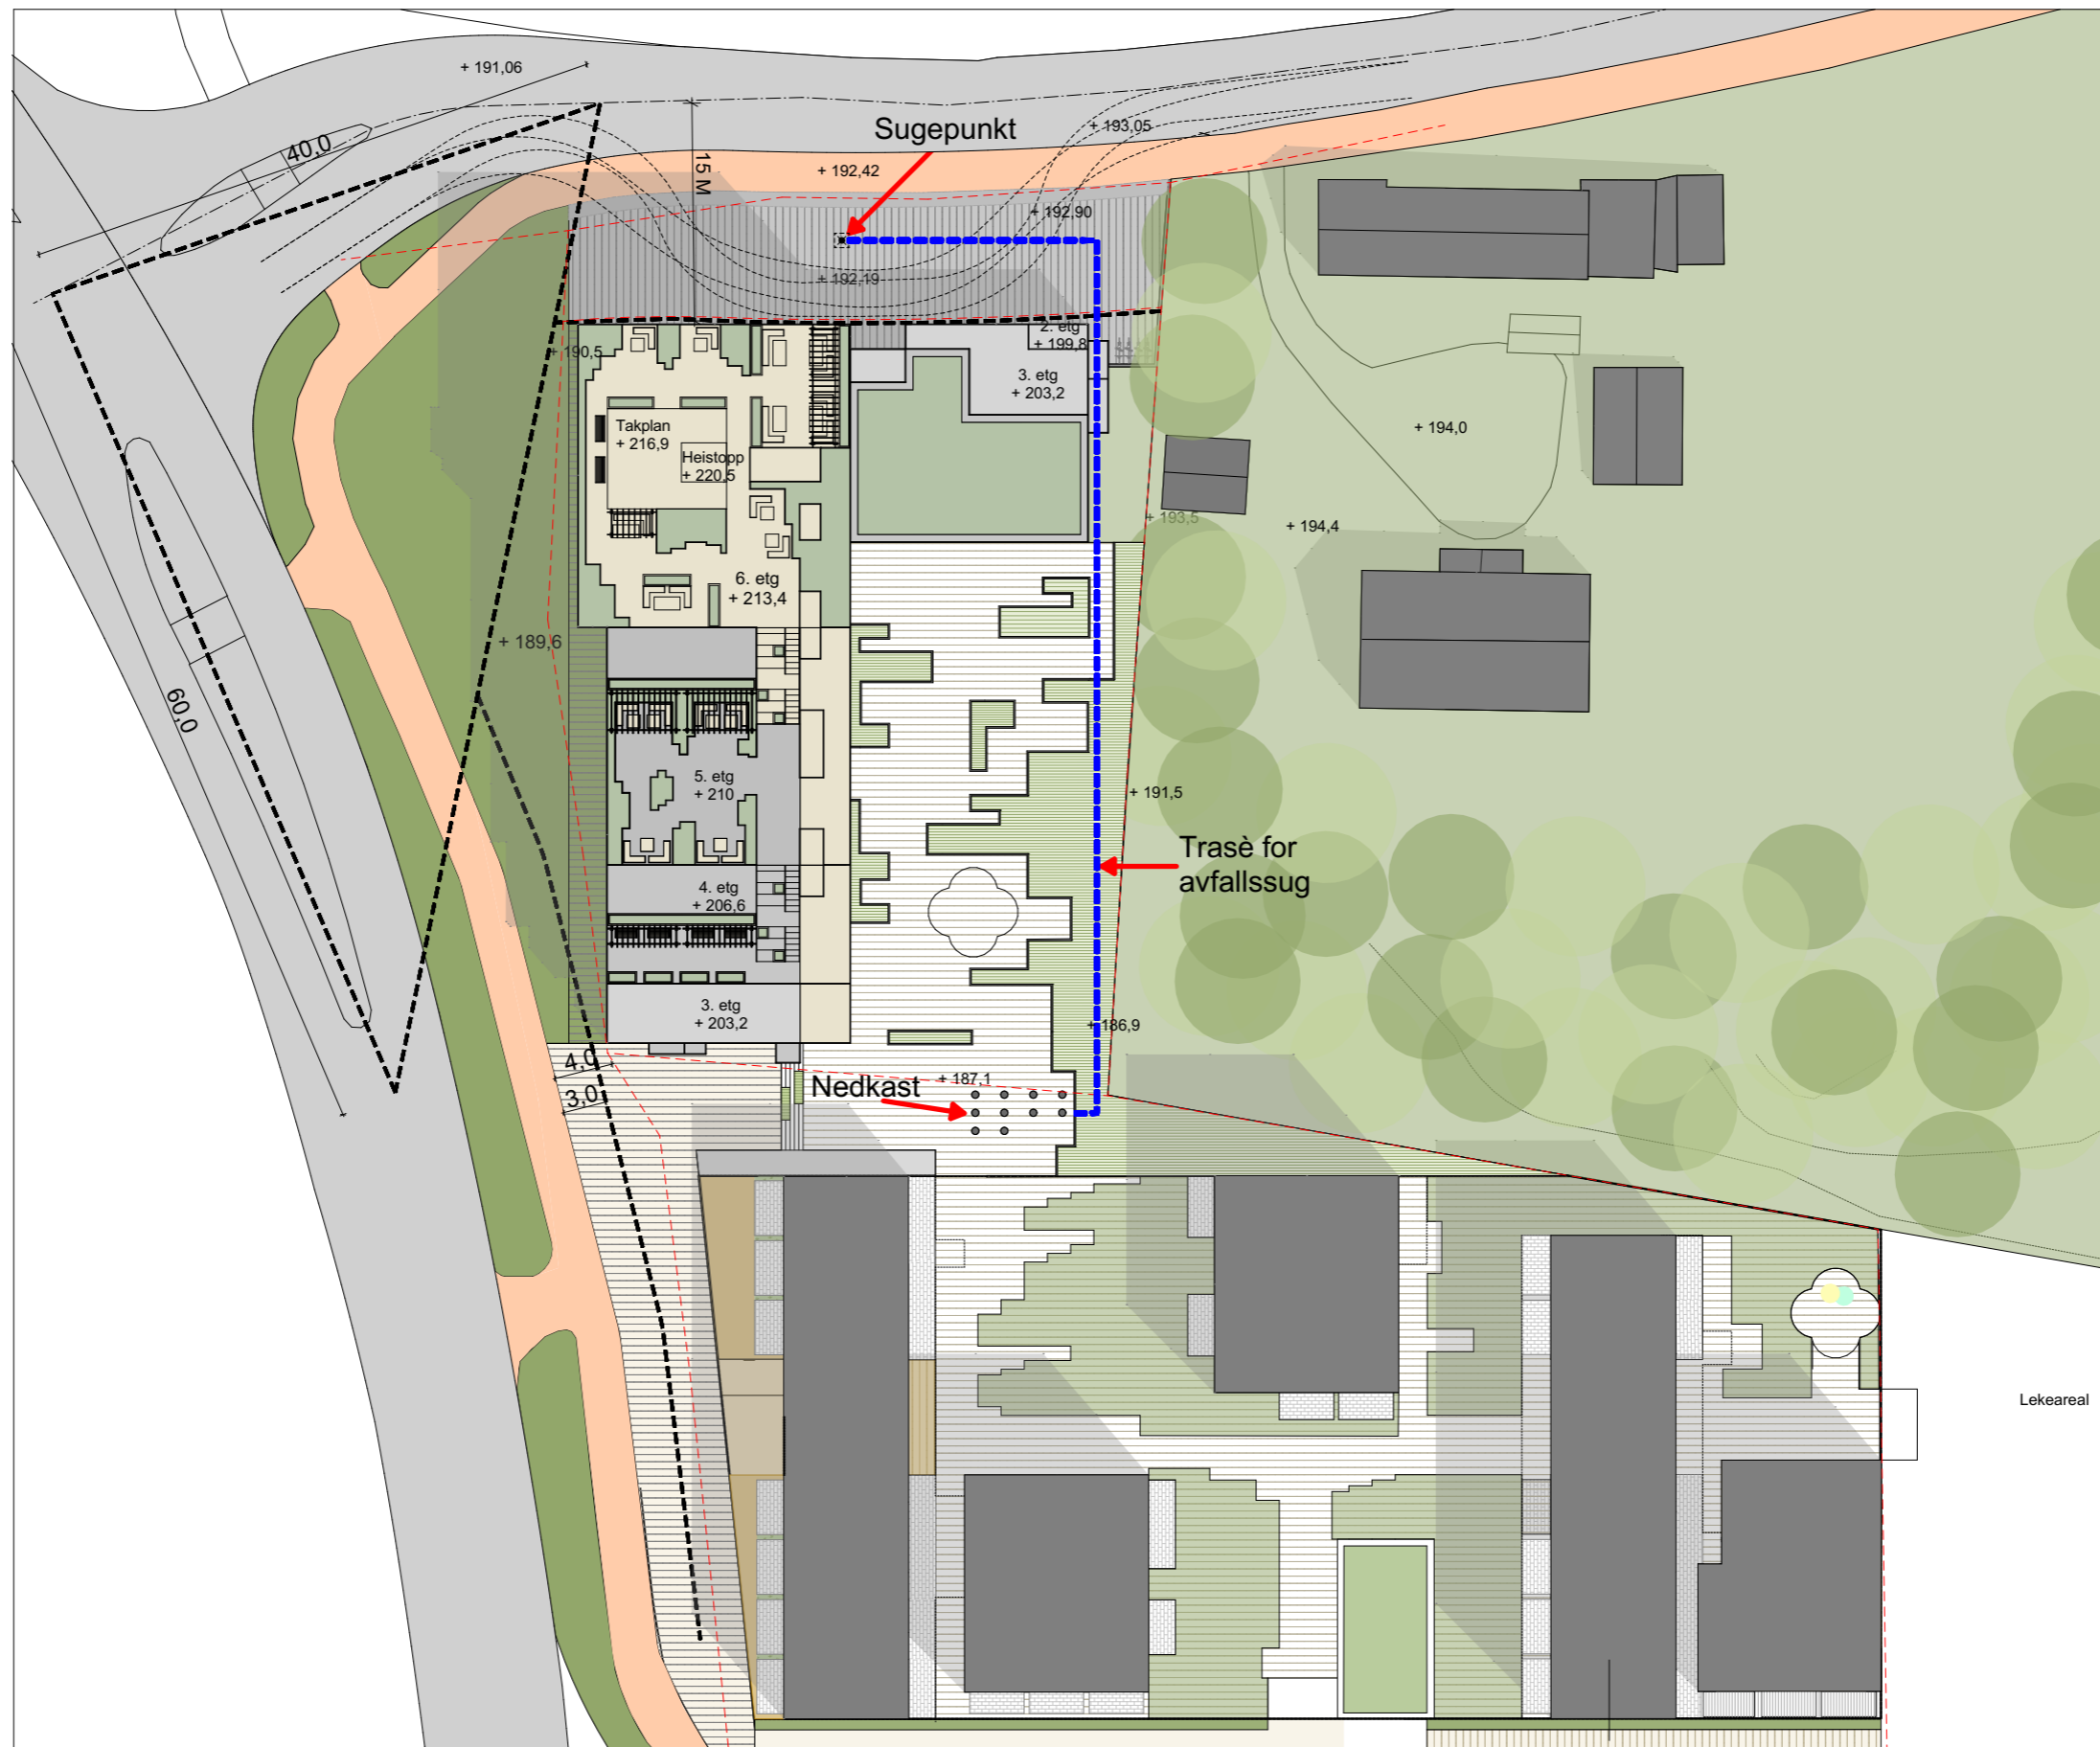 + 191,06
40,0
15 M
Sugepunkt
+ 193,05
+ 192,42
+ 192,90
+ 192,19
+ 190,5
2. etg
+ 199,8
3. etg
+ 203,2
Takplan
+ 216,9
Heistopp
+ 220,5
+ 194,0
+ 193,5
+ 194,4
6. etg
+ 213,4
+ 189,6
60,0
5. etg
+ 210
+ 191,5
Trasè for
avfallssug
4. etg
+ 206,6
3. etg
+ 203,2
+ 186,9
4,0
3,0
Nedkast
+ 187,1
Lekeareal